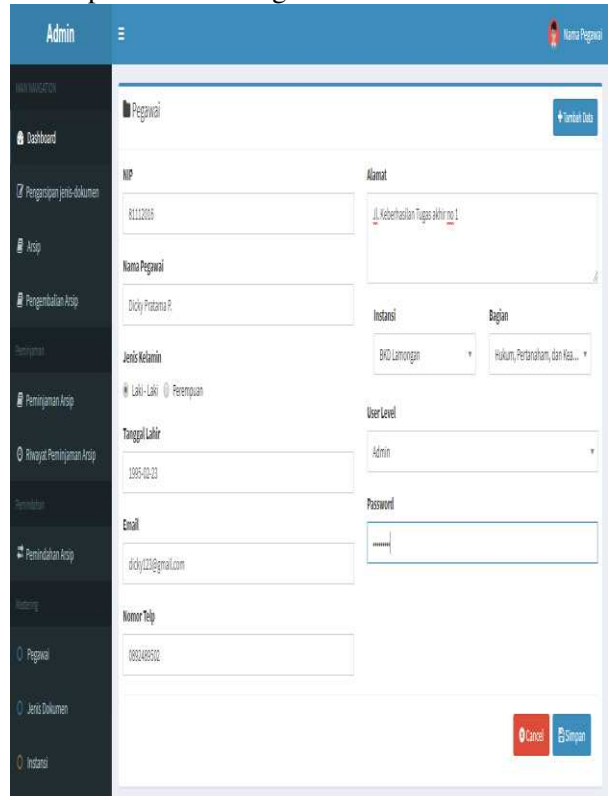 Admin
Nama Pegawai
MAIN NAVIGATION
Dashboard
Pengarsipan jenis-dokumen
Arsip
Pengembalian Arsip
Peminjaman
Peminjaman Arsip
Riwayat Peminjaman Arsip
Pemindahan
Pemindahan Arsip
Mastering
Pegawai
Jenis Dokumen
Instansi
Pegawai
+ Tambah Data
NIP
81112016
Nama Pegawai
Dicky Pratama P.
Jenis Kelamin
Laki - Laki Perempuan
Tanggal Lahir
1995-02-23
Email
dicky123@gmail.com
Nomor Telp
0892489502
Alamat
Jl. Keberhasilan Tugas akhir no 1
Instansi Bagian
BKD Lamongan Hukum, Pertanaham, dan Kea...
User Level
Admin
Password
Cancel Simpan